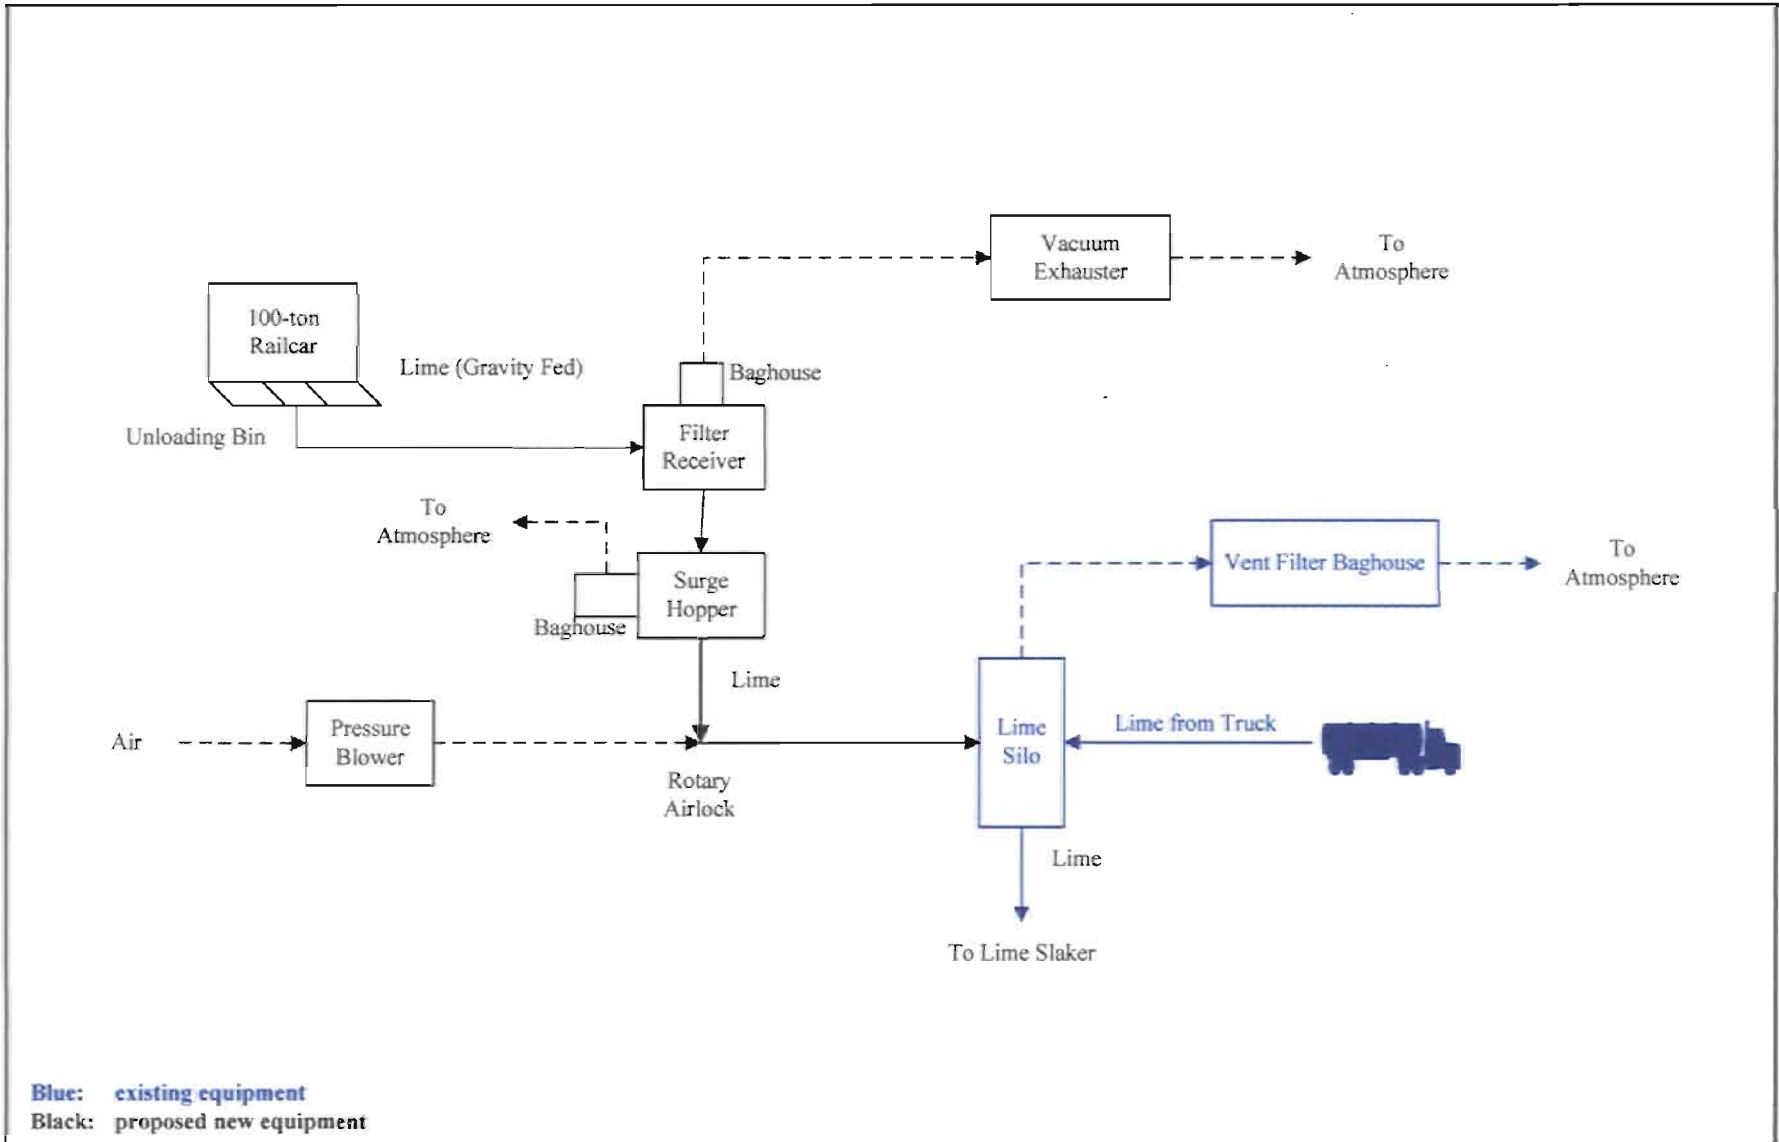 Vacuum
Exhauster
To
Atmosphere
100-ton
Railcar
Lime (Gravity Fed)
Baghouse
Unloading Bin
Filter
Receiver
To
Atmosphere
Surge
Hopper
Baghouse
Vent Filter Baghouse
To
Atmosphere
Lime
Air
Pressure
Blower
Rotary
Airlock
Lime
Silo
Lime from Truck
Lime
To Lime Slaker
Blue: existing equipment
Black: proposed new equipment